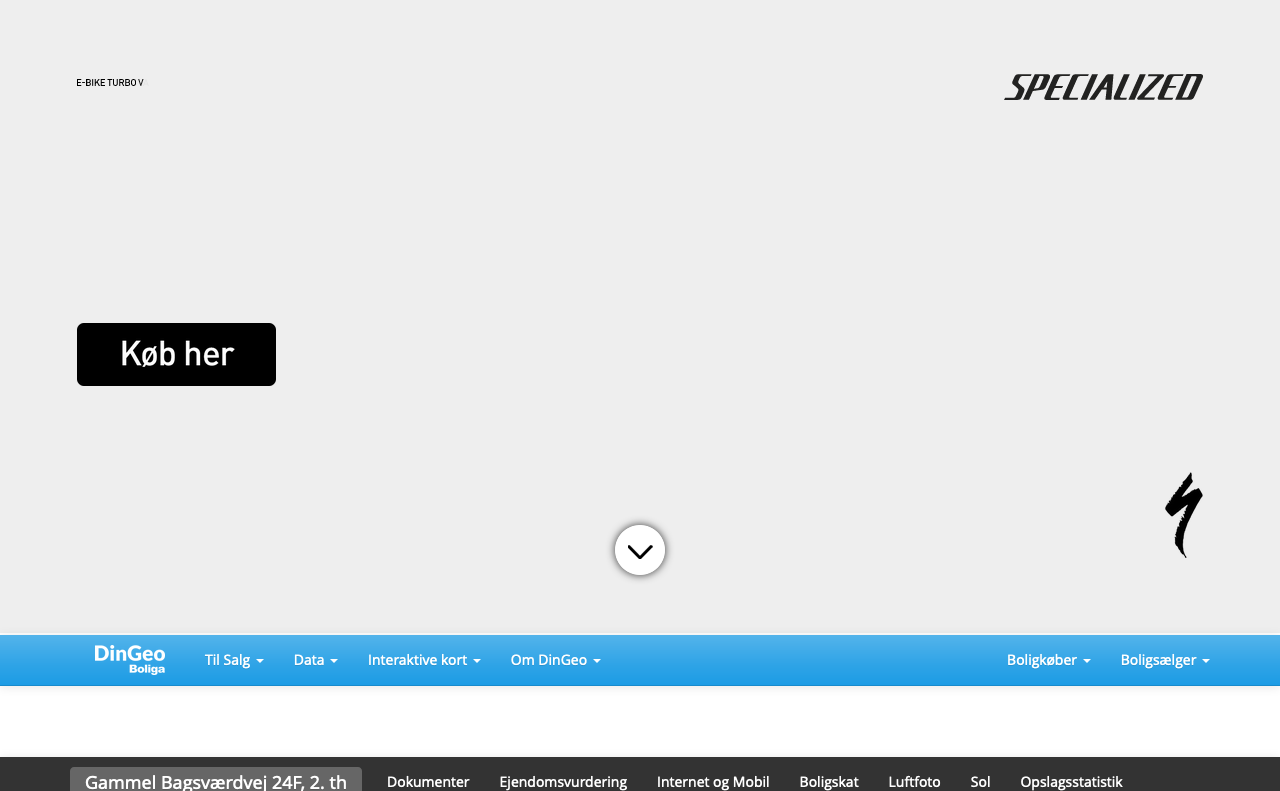 E-BIKE TURBO V
SPECIALIZED
Køb her
DinGeo
Boliga
Til Salg
Data
Interaktive kort
Om DinGeo
Boligkøber
Boligsælger
Gammel Bagsværdvej 24F, 2. th
Dokumenter
Ejendomsvurdering
Internet og Mobil
Boligskat
Luftfoto
Sol
Opslagsstatistik